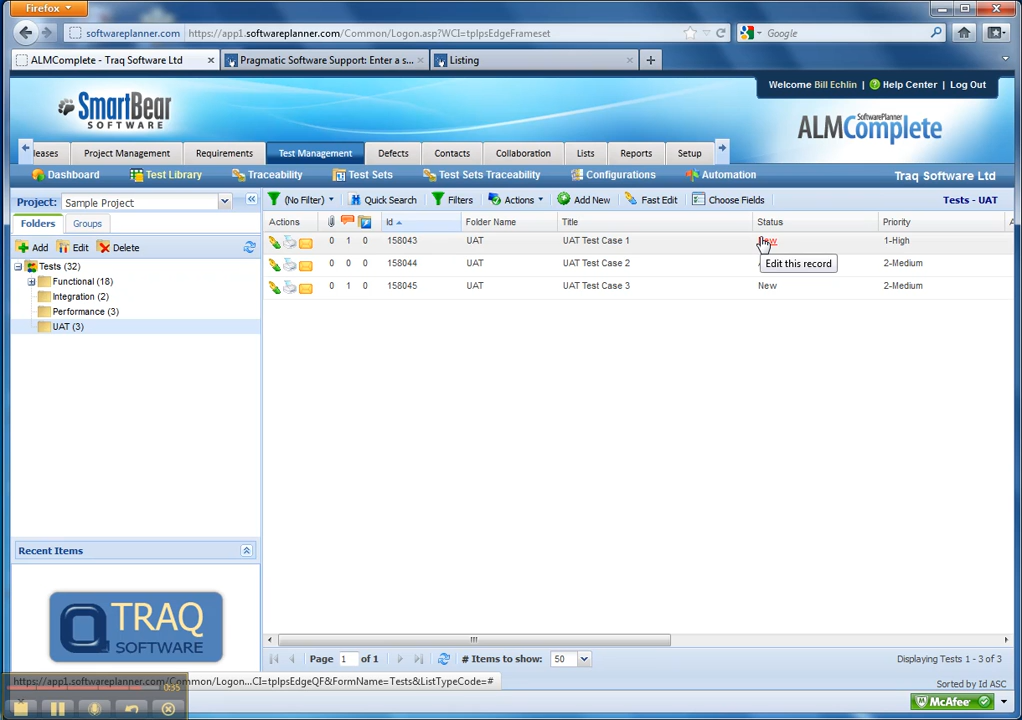 Firefox
softwareplanner.com https://app1.softwareplanner.com/Common/Logon.asp?WCI=tplpsEdgeFrameset
Google
ALMComplete - Traq Software Ltd
Pragmatic Software Support: Enter a s...
Listing
Welcome Bill Echlin
Help Center
Log Out
SmartBear
SOFTWARE
SoftwarePlanner
ALMComplete
leases
Project Management
Requirements
Test Management
Defects
Contacts
Collaboration
Lists
Reports
Setup
Dashboard
Test Library
Traceability
Test Sets
Test Sets Traceability
Configurations
Automation
Traq Software Ltd
Project: Sample Project
(No Filter)
Quick Search
Filters
Actions
Add New
Fast Edit
Choose Fields
Tests - UAT
Folders
Groups
Add
Edit
Delete
Tests (32)
Functional (18)
Integration (2)
Performance (3)
UAT (3)
Actions Id Folder Name Title Status Priority
0 1 0 158043 UAT UAT Test Case 1 1-High
0 0 0 158044 UAT UAT Test Case 2 2-Medium
0 1 0 158045 UAT UAT Test Case 3 New 2-Medium
Edit this record
Recent Items
TRAQ
SOFTWARE
Page 1 of 1
# Items to show: 50
Displaying Tests 1 - 3 of 3
https://app1.softwareplanner.com/Common/Logon...CI=tplpsEdgeQF&FormName=Tests&ListTypeCode=#
Sorted by Id ASC
0:35
McAfee